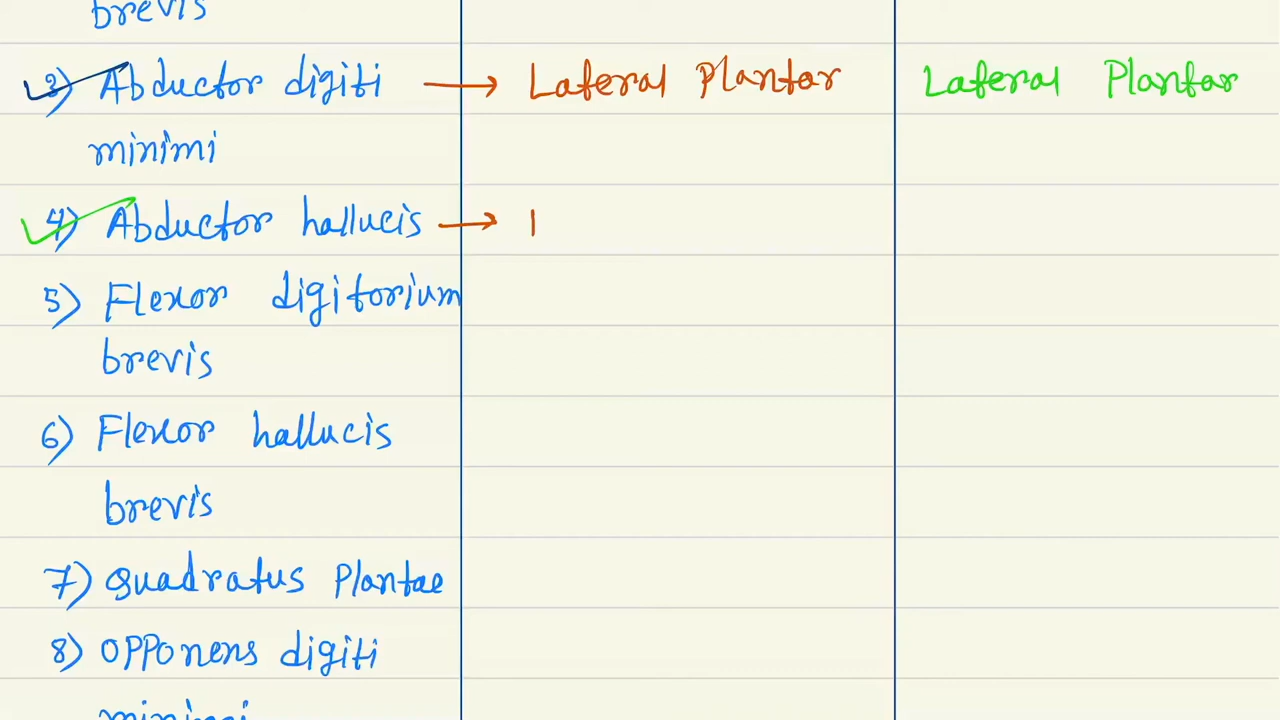 brevis
3) Abductor digiti → Lateral Plantar Lateral Plantar
minimi
4) Abductor hallucis →
5) Flexor digitorium
brevis
6) Flexor hallucis
brevis
7) Quadratus Plantae
8) Opponens digiti
minimi